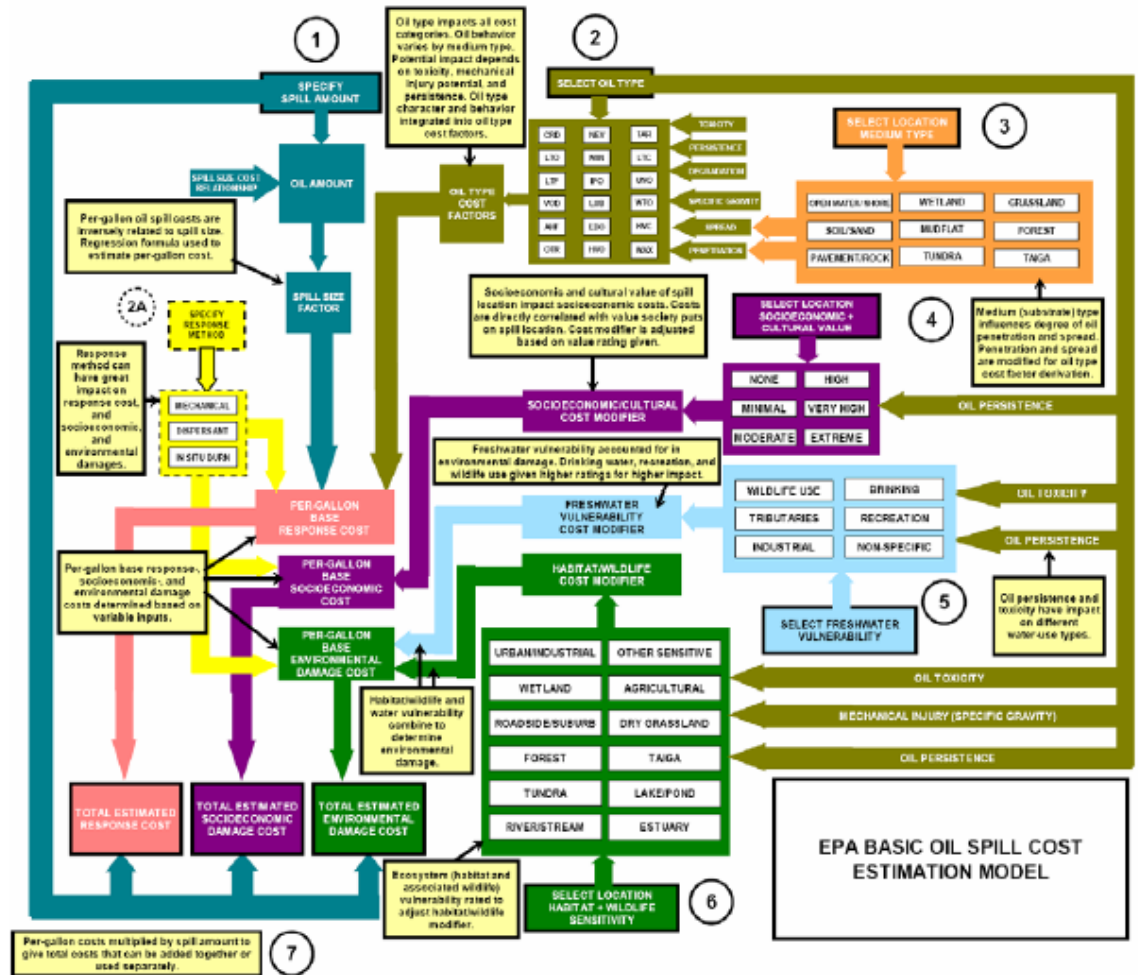 1
SPECIFY
SPILL AMOUNT
Oil type impacts all cost
categories. Oil behavior
varies by medium type.
Potential impact depends
on toxicity, mechanical
injury potential, and
persistence. Oil type
character and behavior
integrated into oil type
cost factors.
2
SELECT OIL TYPE
CRD
TAR
LTC
WAX
TOXICITY
PERSISTENCE
DEGRADATION
SPECIFIC GRAVITY
SPREAD
PENETRATION
SELECT LOCATION
MEDIUM TYPE
3
OPEN WATER/SHORE
WETLAND
GRASSLAND
SOIL/SAND
MUDFLAT
FOREST
PAVEMENT/ROCK
TUNDRA
TAIGA
SPILL SIZE COST
RELATIONSHIP
OIL AMOUNT
OIL TYPE
COST
FACTORS
Per-gallon oil spill costs are
inversely related to spill size.
Regression formula used to
estimate per-gallon cost.
SPILL SIZE
FACTOR
2A
SPECIFY
RESPONSE
METHOD
Response
method can
have great
impact on
response cost,
and
socioeconomic,
and
environmental
damages.
MECHANICAL
DISPERSANT
IN SITU BURN
Socioeconomic and cultural value of spill
location impact socioeconomic costs. Costs
are directly correlated with value society puts
on spill location. Cost modifier is adjusted
based on value rating given.
SELECT LOCATION
SOCIOECONOMIC +
CULTURAL VALUE
4
Medium (substrate) type
influences degree of oil
penetration and spread.
Penetration and spread
are modified for oil type
cost factor derivation.
NONE
HIGH
MINIMAL
VERY HIGH
MODERATE
EXTREME
OIL PERSISTENCE
SOCIOECONOMIC/CULTURAL
COST MODIFIER
Freshwater vulnerability accounted for in
environmental damage. Drinking water, recreation, and
wildlife use given higher ratings for higher impact.
WILDLIFE USE
DRINKING
TRIBUTARIES
RECREATION
INDUSTRIAL
NON-SPECIFIC
OIL TOXICITY
OIL PERSISTENCE
FRESHWATER
VULNERABILITY
COST MODIFIER
PER-GALLON
BASE
RESPONSE COST
Per-gallon base response-,
socioeconomic-, and
environmental damage
costs determined based on
variable inputs.
PER-GALLON
BASE
SOCIOECONOMIC
COST
HABITAT/WILDLIFE
COST MODIFIER
5
SELECT FRESHWATER
VULNERABILITY
Oil persistence and
toxicity have impact
on different
water-use types.
PER-GALLON
BASE
ENVIRONMENTAL
DAMAGE COST
Habitat/wildlife and
water vulnerability
combine to
determine
environmental
damage.
URBAN/INDUSTRIAL
OTHER SENSITIVE
WETLAND
AGRICULTURAL
ROADSIDE/SUBURB
DRY GRASSLAND
FOREST
TAIGA
TUNDRA
LAKE/POND
RIVER/STREAM
ESTUARY
OIL TOXICITY
MECHANICAL INJURY (SPECIFIC GRAVITY)
OIL PERSISTENCE
TOTAL ESTIMATED
RESPONSE COST
TOTAL ESTIMATED
SOCIOECONOMIC
DAMAGE COST
TOTAL ESTIMATED
ENVIRONMENTAL
DAMAGE COST
EPA BASIC OIL SPILL COST
ESTIMATION MODEL
Ecosystem (habitat and
associated wildlife)
vulnerability rated to
adjust habitat/wildlife
modifier.
SELECT LOCATION
HABITAT + WILDLIFE
SENSITIVITY
6
Per-gallon costs multiplied by spill amount to
give total costs that can be added together or
used separately.
7